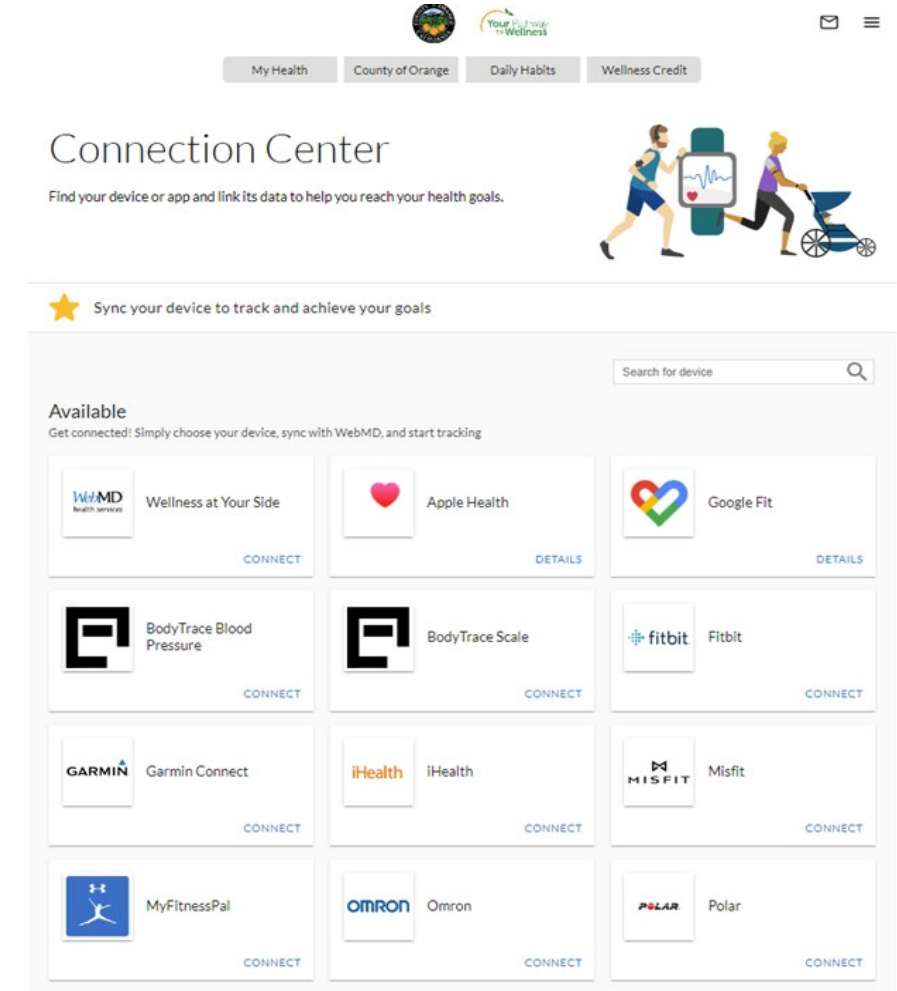 COUNTY OF ORANGE
CALIFORNIA
Your Pathway
to Wellness
My Health County of Orange Daily Habits Wellness Credit
Connection Center
Find your device or app and link its data to help you reach your health goals.
Sync your device to track and achieve your goals
Search for device
Available
Get connected! Simply choose your device, sync with WebMD, and start tracking
WebMD
health services
Wellness at Your Side
CONNECT
Apple Health
DETAILS
Google Fit
DETAILS
BodyTrace Blood
Pressure
CONNECT
BodyTrace Scale
CONNECT
fitbit
Fitbit
CONNECT
GARMIN
Garmin Connect
CONNECT
iHealth
iHealth
CONNECT
MISFIT
Misfit
CONNECT
MyFitnessPal
CONNECT
OMRON
Omron
CONNECT
POLAR
Polar
CONNECT